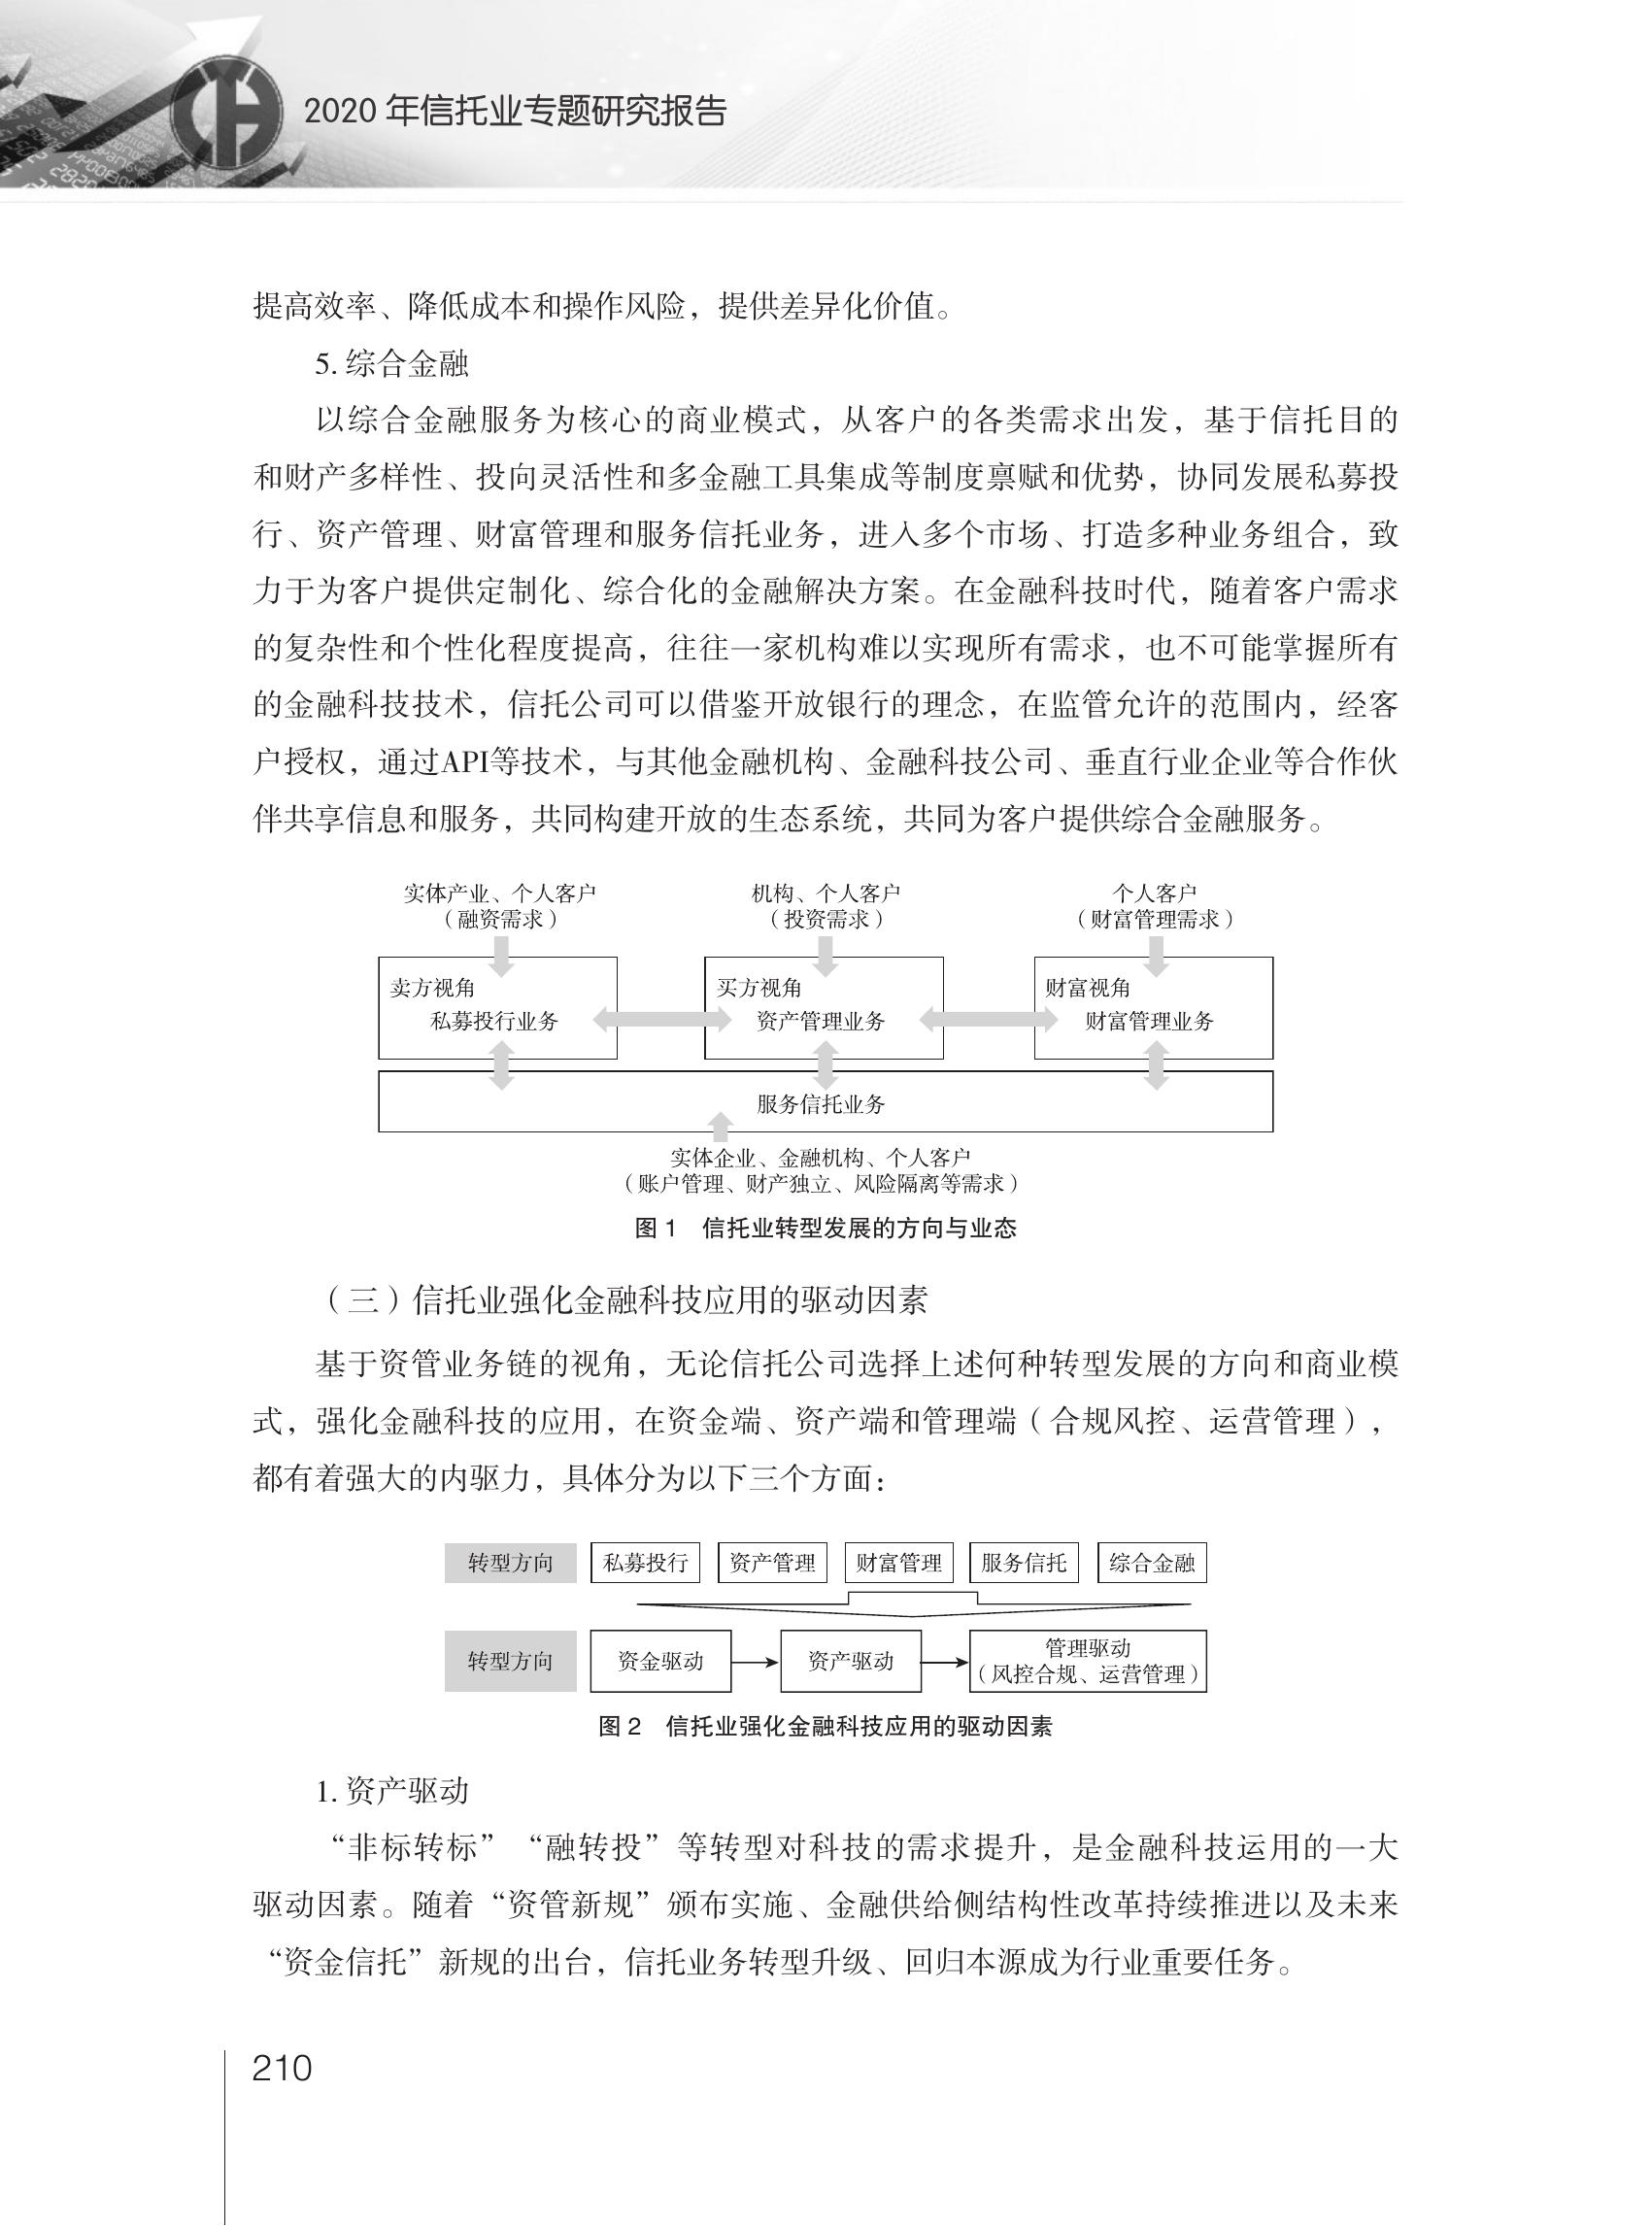 2020 年信托业专题研究报告
提高效率、降低成本和操作风险，提供差异化价值。
5. 综合金融
以综合金融服务为核心的商业模式，从客户的各类需求出发，基于信托目的
和财产多样性、投向灵活性和多金融工具集成等制度禀赋和优势，协同发展私募投
行、资产管理、财富管理和服务信托业务，进入多个市场、打造多种业务组合，致
力于为客户提供定制化、综合化的金融解决方案。在金融科技时代，随着客户需求
的复杂性和个性化程度提高，往往一家机构难以实现所有需求，也不可能掌握所有
的金融科技技术，信托公司可以借鉴开放银行的理念，在监管允许的范围内，经客
户授权，通过API等技术，与其他金融机构、金融科技公司、垂直行业企业等合作伙
伴共享信息和服务，共同构建开放的生态系统，共同为客户提供综合金融服务。
实体产业、个人客户 机构、个人客户 个人客户
（融资需求） （投资需求） （财富管理需求）
卖方视角 买方视角 财富视角
私募投行业务 资产管理业务 财富管理业务
服务信托业务
实体企业、金融机构、个人客户
（账户管理、财产独立、风险隔离等需求）
图 1 信托业转型发展的方向与业态
（三）信托业强化金融科技应用的驱动因素
基于资管业务链的视角，无论信托公司选择上述何种转型发展的方向和商业模
式，强化金融科技的应用，在资金端、资产端和管理端（合规风控、运营管理），
都有着强大的内驱力，具体分为以下三个方面：
转型方向 私募投行 资产管理 财富管理 服务信托 综合金融
转型方向 资金驱动 资产驱动 管理驱动
（风控合规、运营管理）
图 2 信托业强化金融科技应用的驱动因素
1. 资产驱动
“非标转标”“融转投”等转型对科技的需求提升，是金融科技运用的一大
驱动因素。随着“资管新规”颁布实施、金融供给侧结构性改革持续推进以及未来
“资金信托”新规的出台，信托业务转型升级、回归本源成为行业重要任务。
210